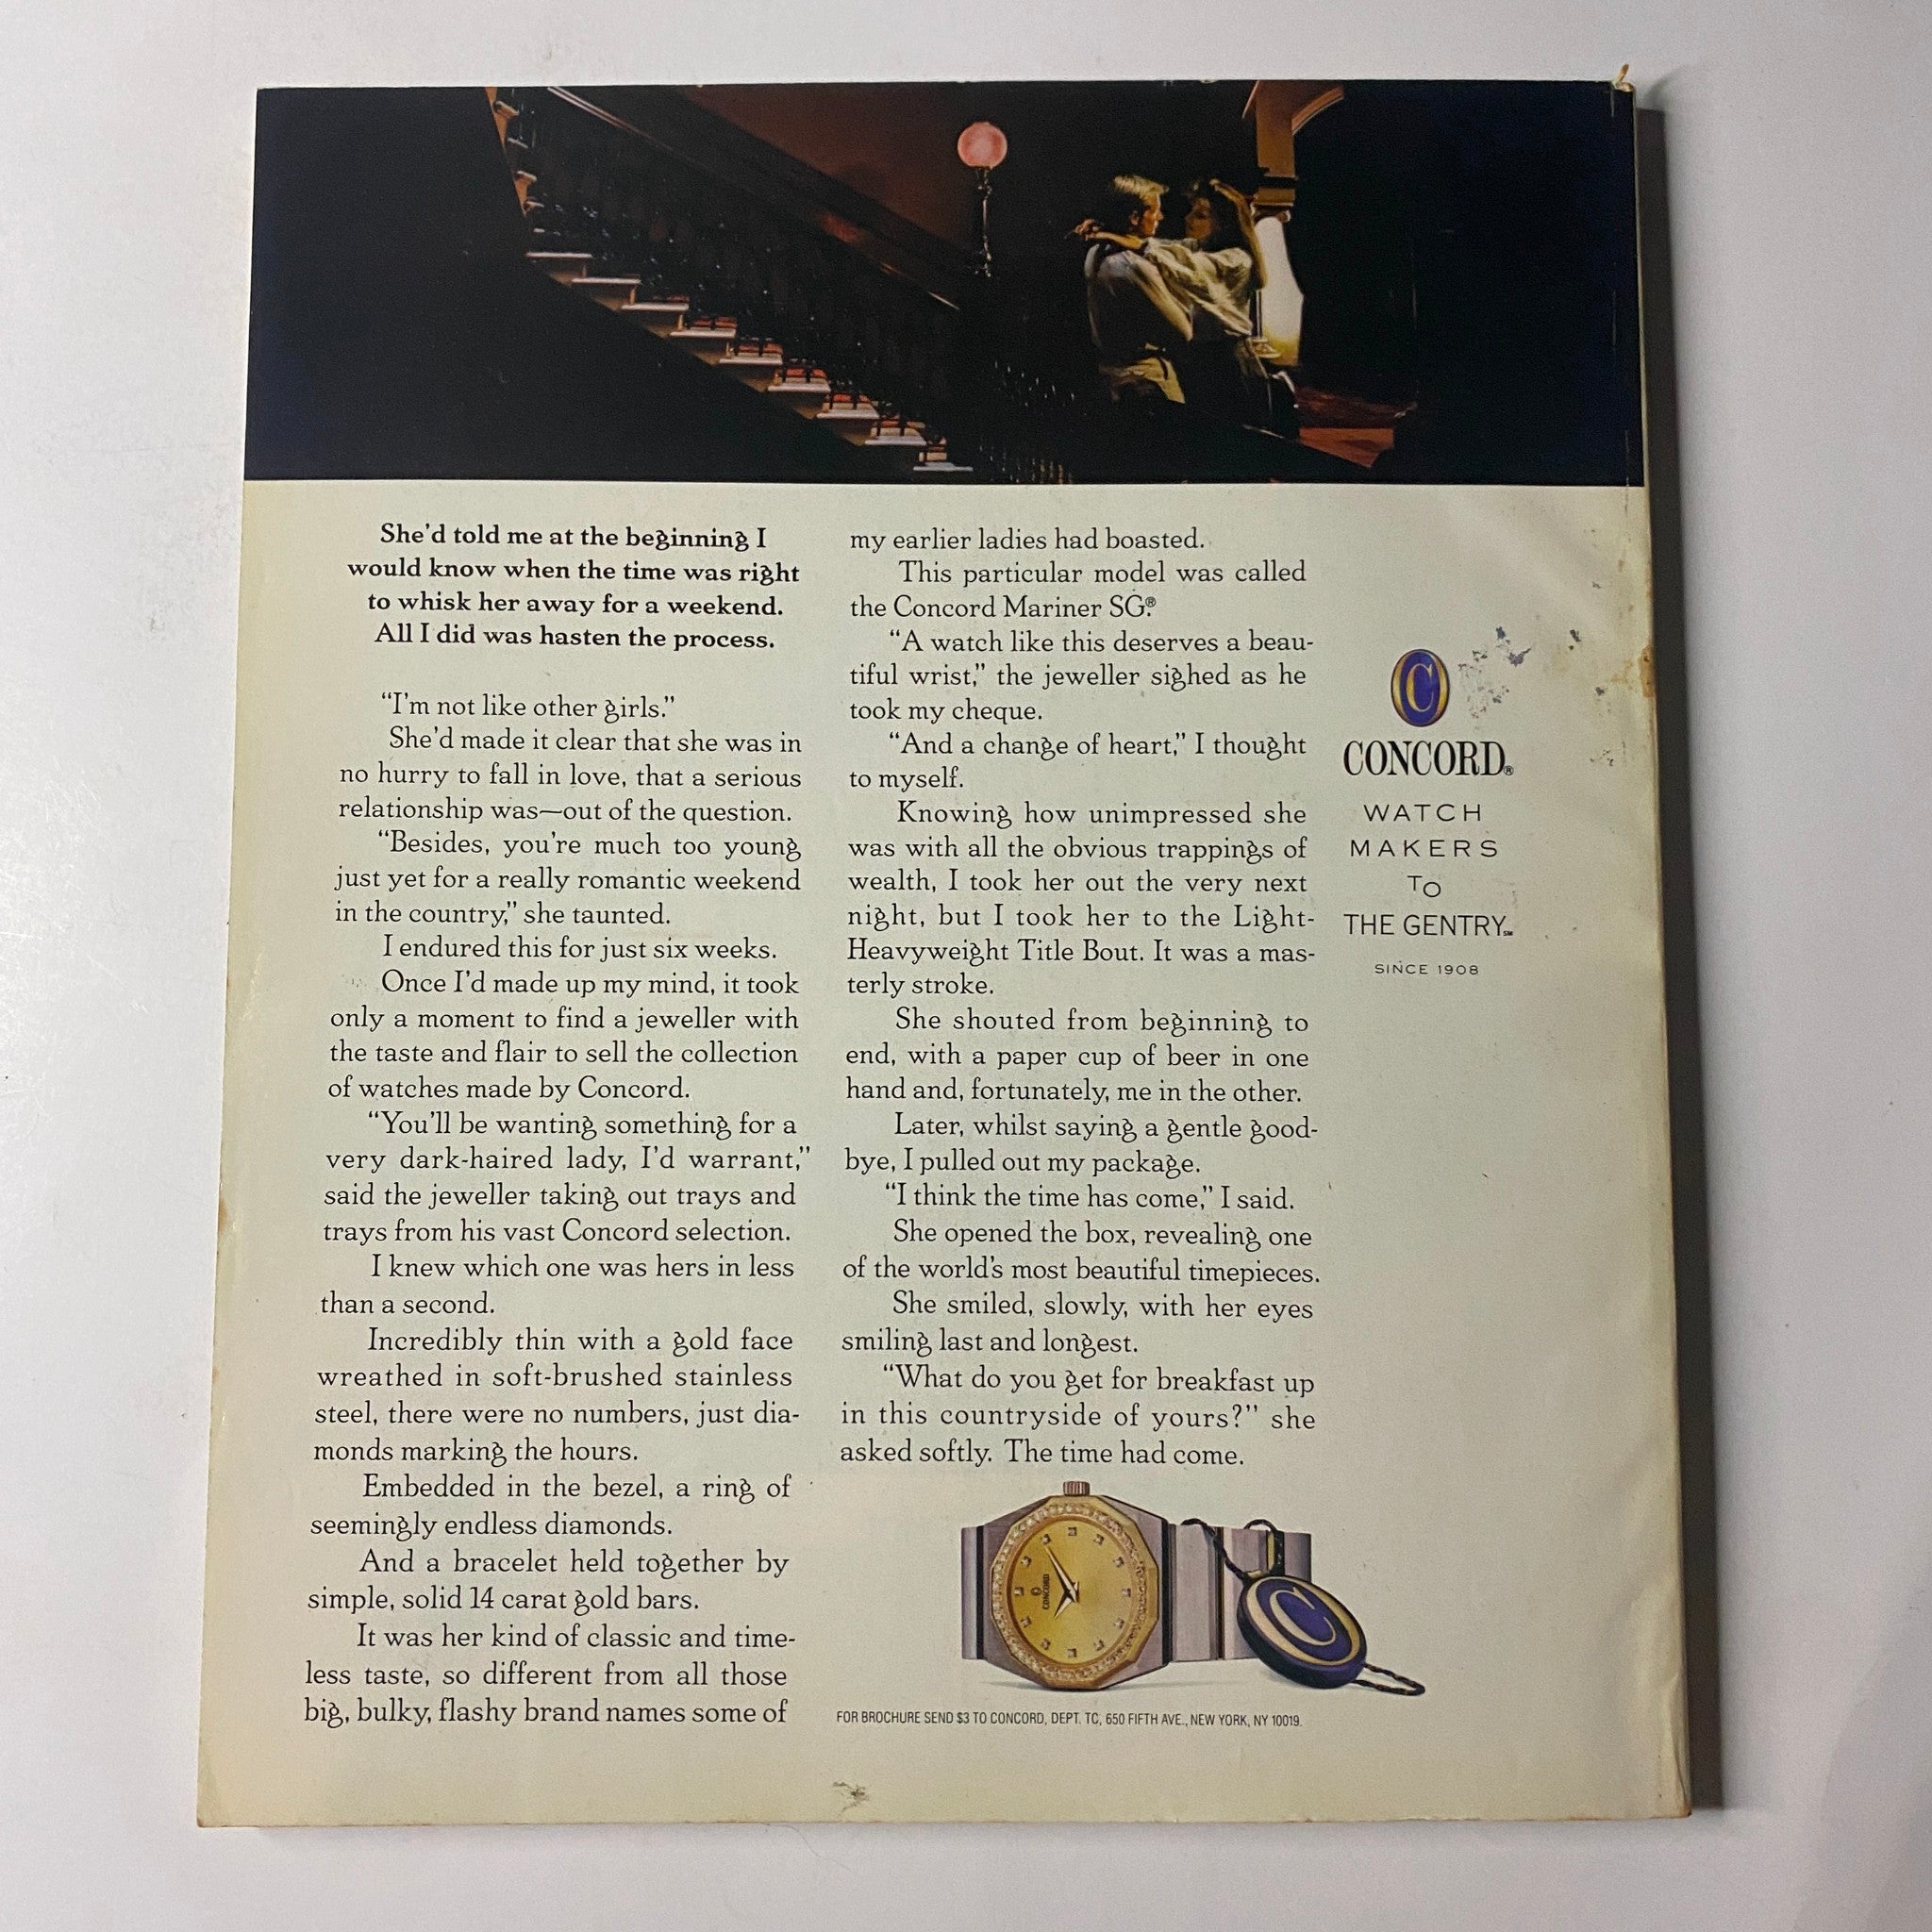 She'd told me at the beginning I
would know when the time was right
to whisk her away for a weekend.
All I did was hasten the process.
"I'm not like other girls."
She'd made it clear that she was in
no hurry to fall in love, that a serious
relationship was—out of the question.
"Besides, you're much too young
just yet for a really romantic weekend
in the country," she taunted.
I endured this for just six weeks.
Once I'd made up my mind, it took
only a moment to find a jeweller with
the taste and flair to sell the collection
of watches made by Concord.
"You'll be wanting something for a
very dark-haired lady, I'd warrant,"
said the jeweller taking out trays and
trays from his vast Concord selection.
I knew which one was hers in less
than a second.
Incredibly thin with a gold face
wreathed in soft-brushed stainless
steel, there were no numbers, just dia-
monds marking the hours.
Embedded in the bezel, a ring of
seemingly endless diamonds.
And a bracelet held together by
simple, solid 14 carat gold bars.
It was her kind of classic and time-
less taste, so different from all those
big, bulky, flashy brand names some of
my earlier ladies had boasted.
This particular model was called
the Concord Mariner SG.®
"A watch like this deserves a beau-
tiful wrist," the jeweller sighed as he
took my cheque.
"And a change of heart," I thought
to myself.
Knowing how unimpressed she
was with all the obvious trappings of
wealth, I took her out the very next
night, but I took her to the Light-
Heavyweight Title Bout. It was a mas-
terly stroke.
She shouted from beginning to
end, with a paper cup of beer in one
hand and, fortunately, me in the other.
Later, whilst saying a gentle good-
bye, I pulled out my package.
"I think the time has come," I said.
She opened the box, revealing one
of the world's most beautiful timepieces.
She smiled, slowly, with her eyes
smiling last and longest.
"What do you get for breakfast up
in this countryside of yours?" she
asked softly. The time had come.
CONCORD
C
FOR BROCHURE SEND $3 TO CONCORD, DEPT. TC, 650 FIFTH AVE., NEW YORK, NY 10019.
C
CONCORD®
WATCH
MAKERS
TO
THE GENTRY℠
SINCE 1908